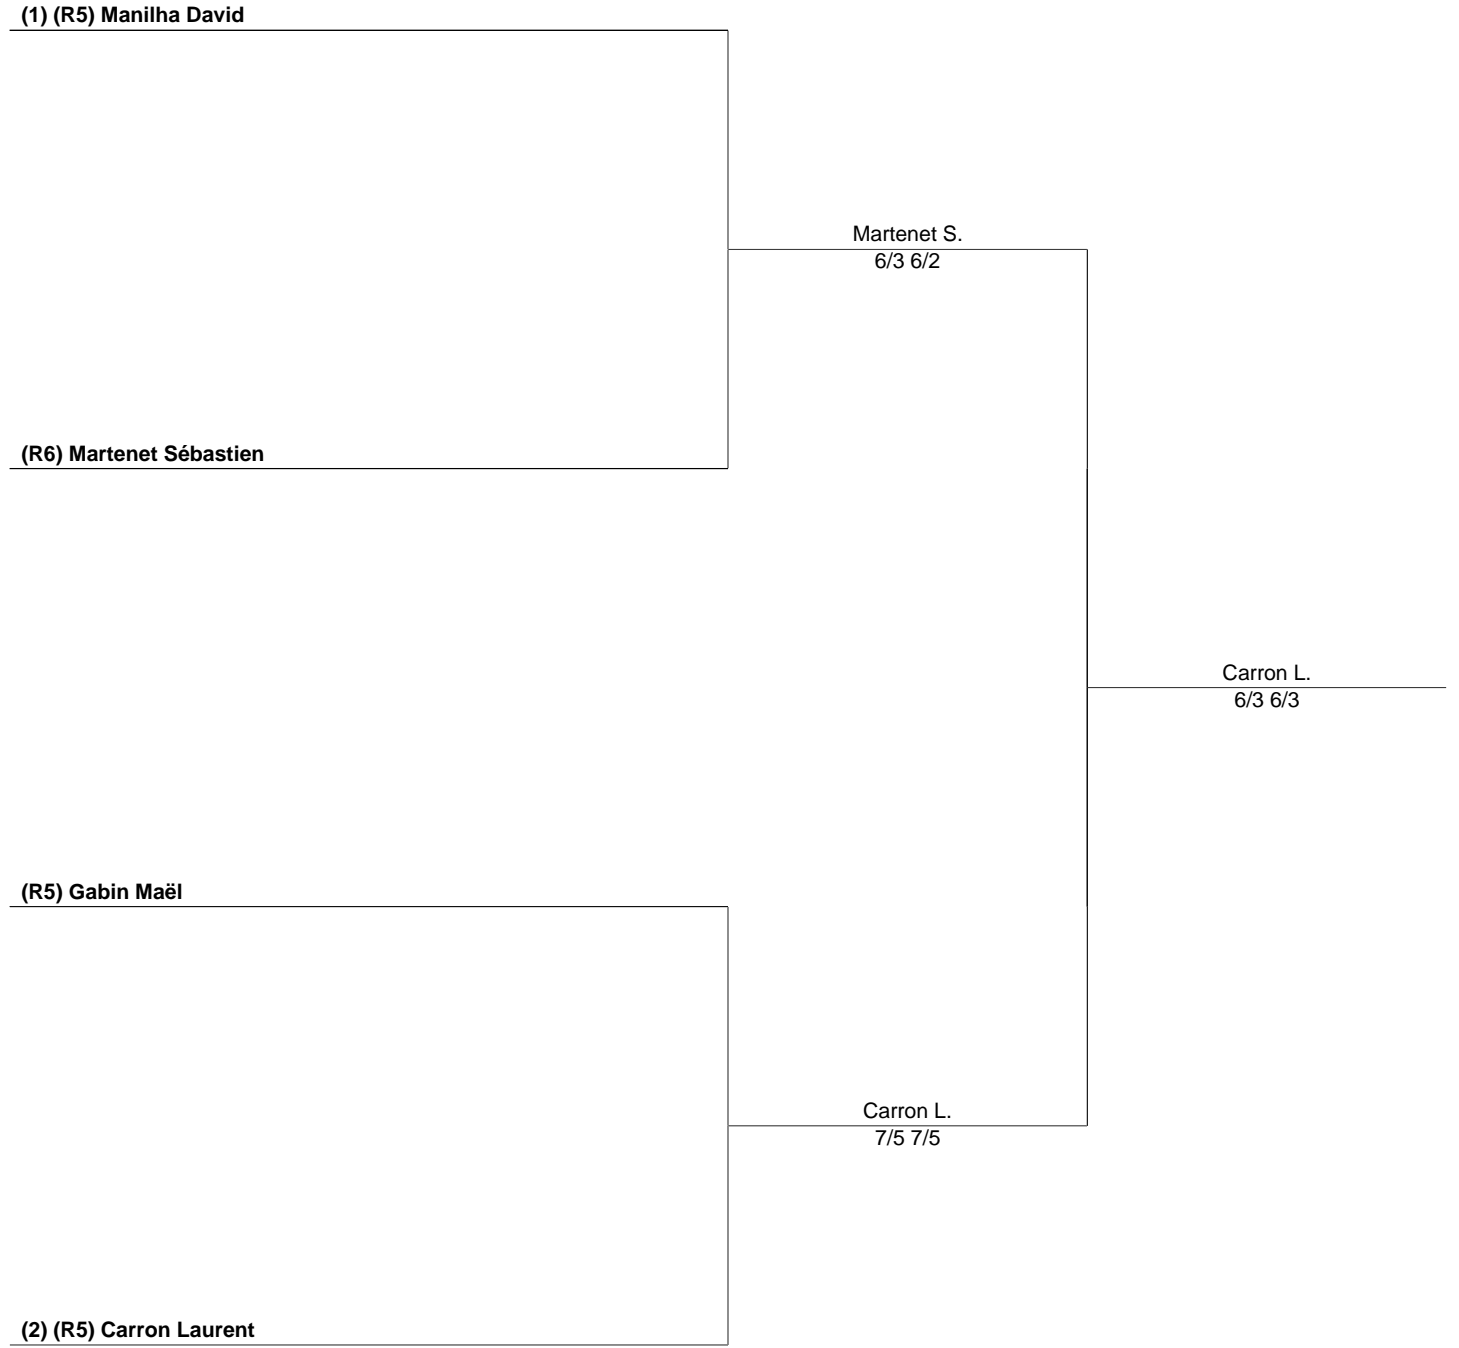 (1) (R5) Manilha David
Martenet S.
6/3 6/2
(R6) Martenet Sébastien
Carron L.
6/3 6/3
(R5) Gabin Maël
Carron L.
7/5 7/5
(2) (R5) Carron Laurent